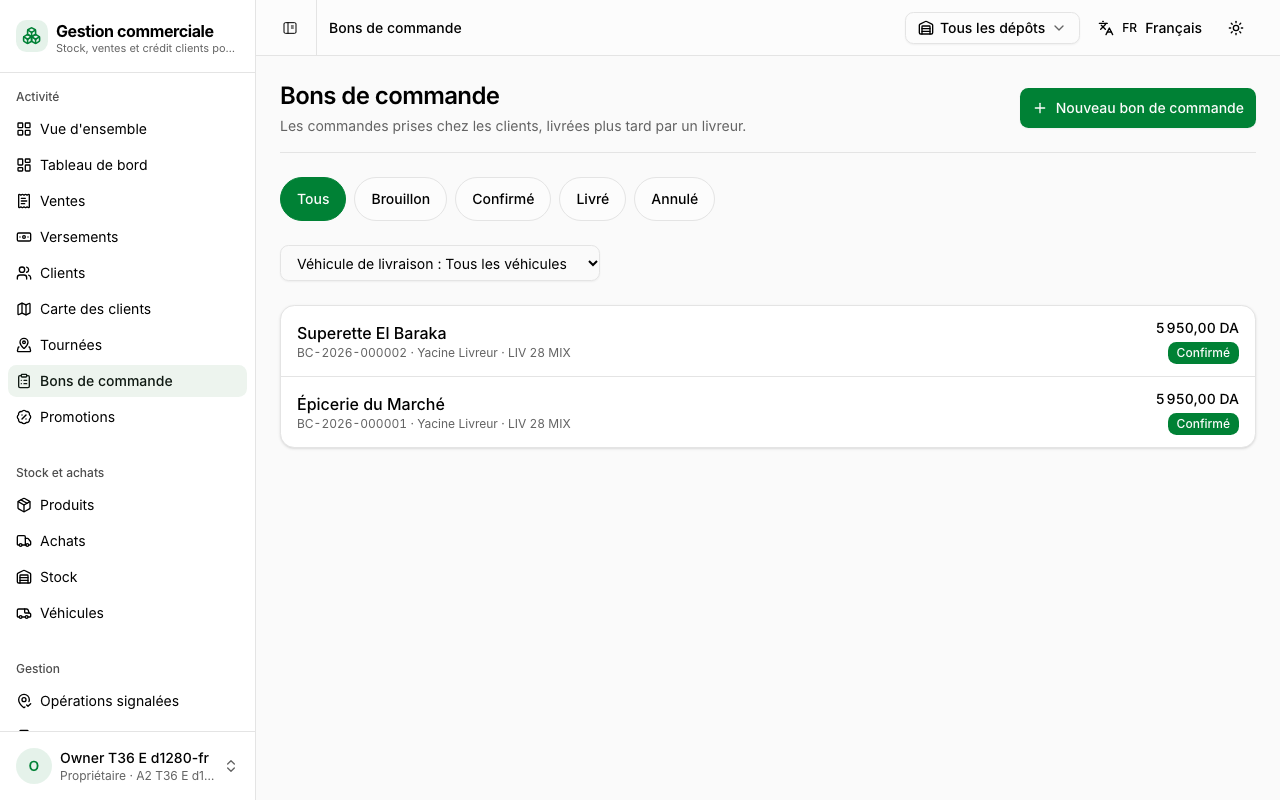 Gestion commerciale
Stock, ventes et crédit clients po...
Activité
Vue d'ensemble
Tableau de bord
Ventes
Versements
Clients
Carte des clients
Tournées
Bons de commande
Promotions
Stock et achats
Produits
Achats
Stock
Véhicules
Gestion
Opérations signalées
O
Owner T36 E d1280-fr
Propriétaire · A2 T36 E d1...
Bons de commande
Tous les dépôts
FR Français
Bons de commande
Les commandes prises chez les clients, livrées plus tard par un livreur.
+ Nouveau bon de commande
Tous
Brouillon
Confirmé
Livré
Annulé
Véhicule de livraison : Tous les véhicules
Superette El Baraka
BC-2026-000002 · Yacine Livreur · LIV 28 MIX
5 950,00 DA
Confirmé
Épicerie du Marché
BC-2026-000001 · Yacine Livreur · LIV 28 MIX
5 950,00 DA
Confirmé